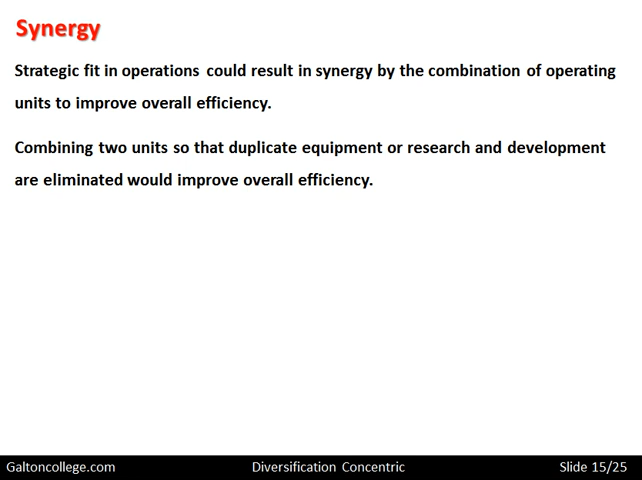 Synergy
Strategic fit in operations could result in synergy by the combination of operating
units to improve overall efficiency.
Combining two units so that duplicate equipment or research and development
are eliminated would improve overall efficiency.
Galtoncollege.com
Diversification Concentric
Slide 15/25